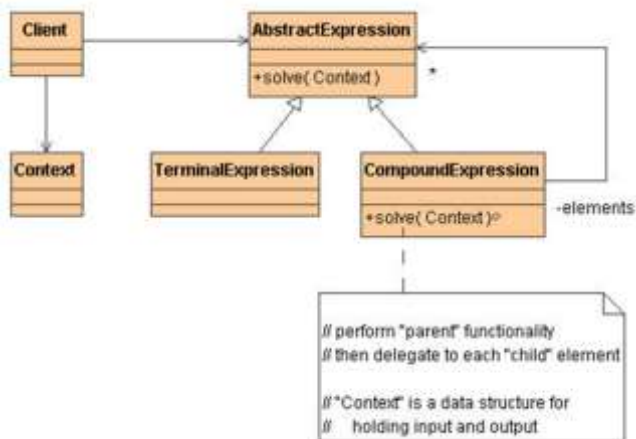 Client
AbstractExpression
+solve( Context )
*
Context
TerminalExpression
CompoundExpression
+solve( Context )
-elements
// perform "parent" functionality
// then delegate to each "child" element
// "Context" is a data structure for
// holding input and output